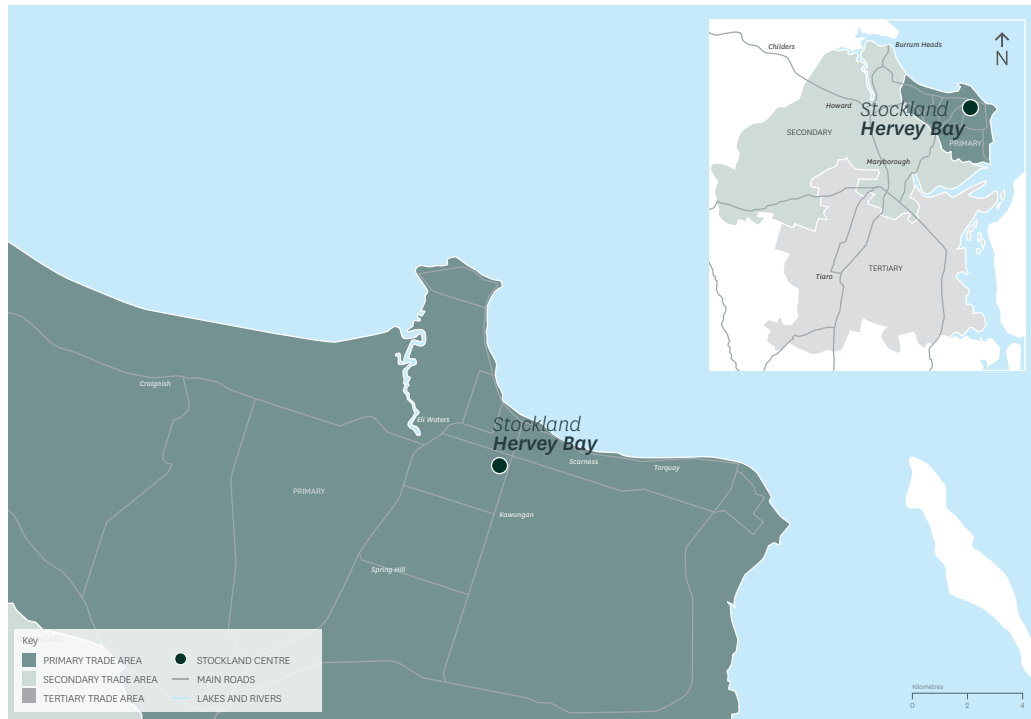 Childers
Burrum Heads
N
Howard
Stockland
Hervey Bay
SECONDARY
PRIMARY
Maryborough
TERTIARY
Tiaro
Craignish
Eli Waters
Stockland
Hervey Bay
Scarness
Torquay
PRIMARY
Kawungan
Spring Hill
SECONDARY
Key
PRIMARY TRADE AREA
SECONDARY TRADE AREA
TERTIARY TRADE AREA
STOCKLAND CENTRE
MAIN ROADS
LAKES AND RIVERS
Kilometres
0 2 4